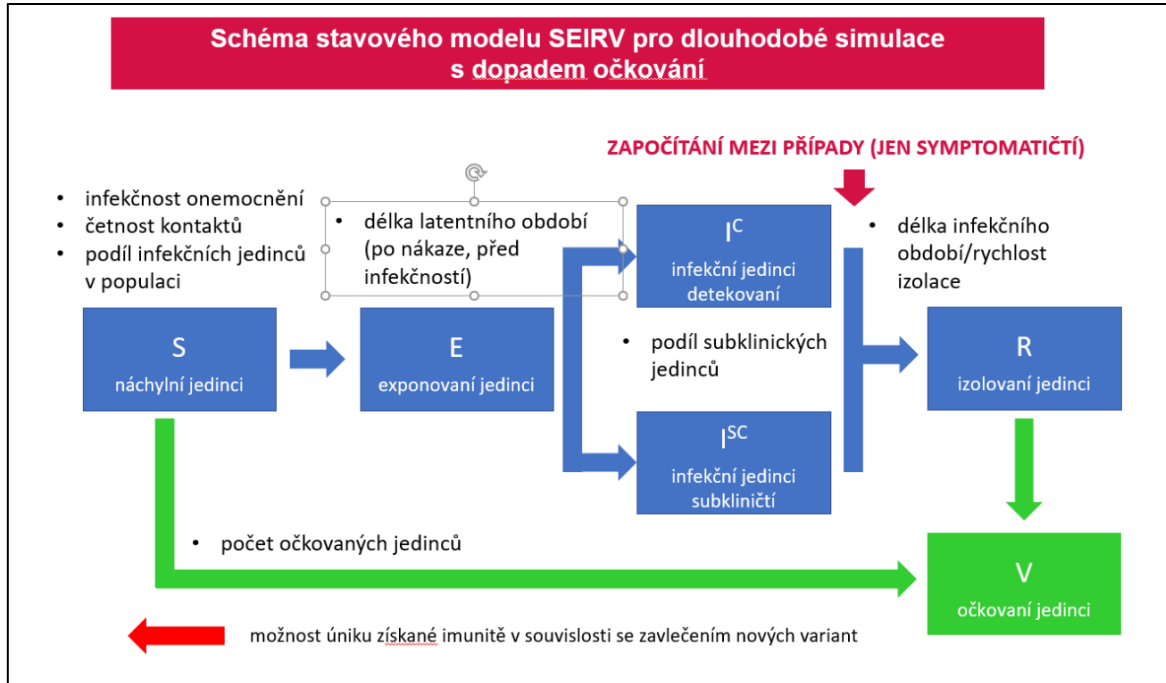 Schéma stavového modelu SEIRV pro dlouhodobé simulace
s dopadem očkování
ZAPOČÍTÁNÍ MEZI PŘÍPADY (JEN SYMPTOMATIČTÍ)
• infekčnost onemocnění
• četnost kontaktů
• podíl infekčních jedinců
v populaci
• délka latentního období
(po nákaze, před
infekčností)
I^C
infekční jedinci
detekovaní
• délka infekčního
období/rychlost
izolace
S
náchylní jedinci
E
exponovaní jedinci
• podíl subklinických
jedinců
R
izolovaní jedinci
I^SC
infekční jedinci
subkliničtí
• počet očkovaných jedinců
V
očkovaní jedinci
možnost úniku získané imunitě v souvislosti se zavlečením nových variant